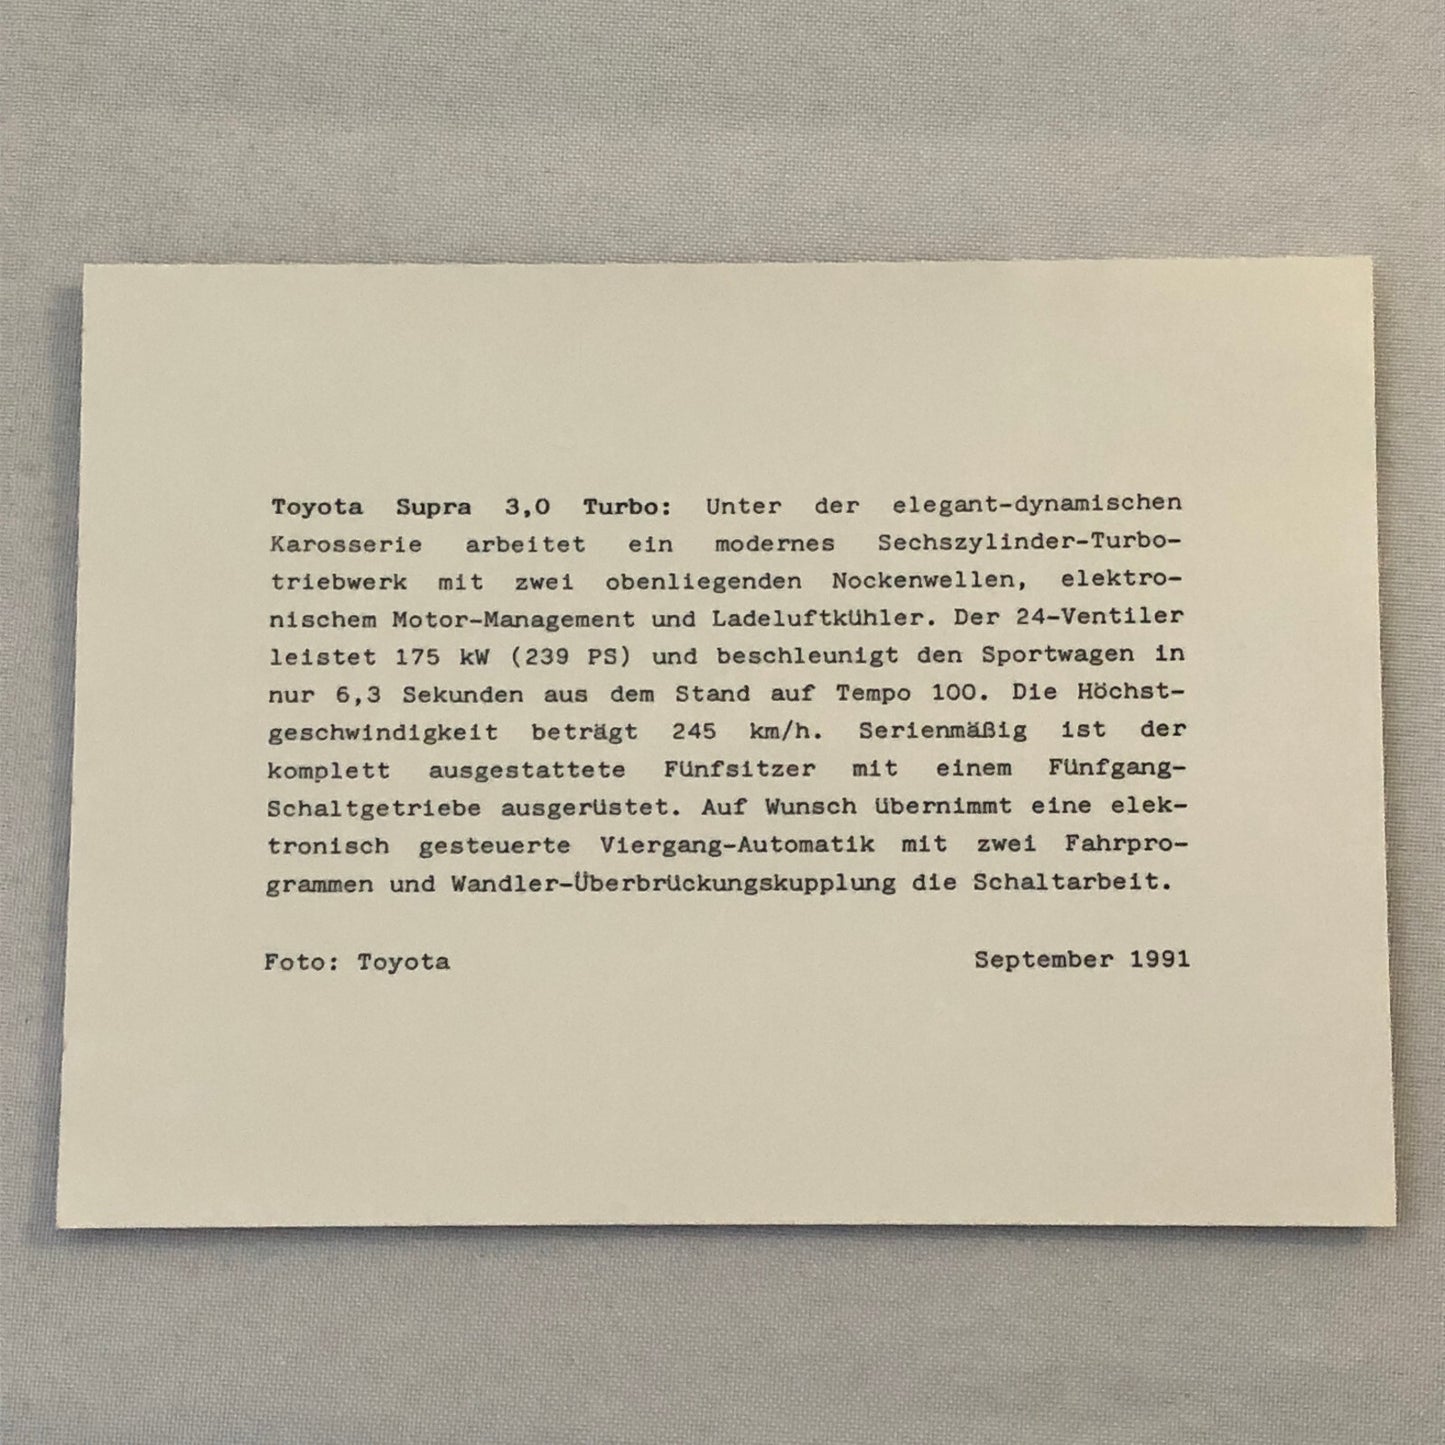 Toyota Supra 3,0 Turbo: Unter der elegant-dynamischen
Karosserie arbeitet ein modernes Sechszylinder-Turbo-
triebwerk mit zwei obenliegenden Nockenwellen, elektro-
nischem Motor-Management und Ladeluftkühler. Der 24-Ventiler
leistet 175 kW (239 PS) und beschleunigt den Sportwagen in
nur 6,3 Sekunden aus dem Stand auf Tempo 100. Die Höchst-
geschwindigkeit beträgt 245 km/h. Serienmäßig ist der
komplett ausgestattete Fünfsitzer mit einem Fünfgang-
Schaltgetriebe ausgerüstet. Auf Wunsch übernimmt eine elek-
tronisch gesteuerte Viergang-Automatik mit zwei Fahrpro-
grammen und Wandler-Überbrückungskupplung die Schaltarbeit.
Foto: Toyota September 1991